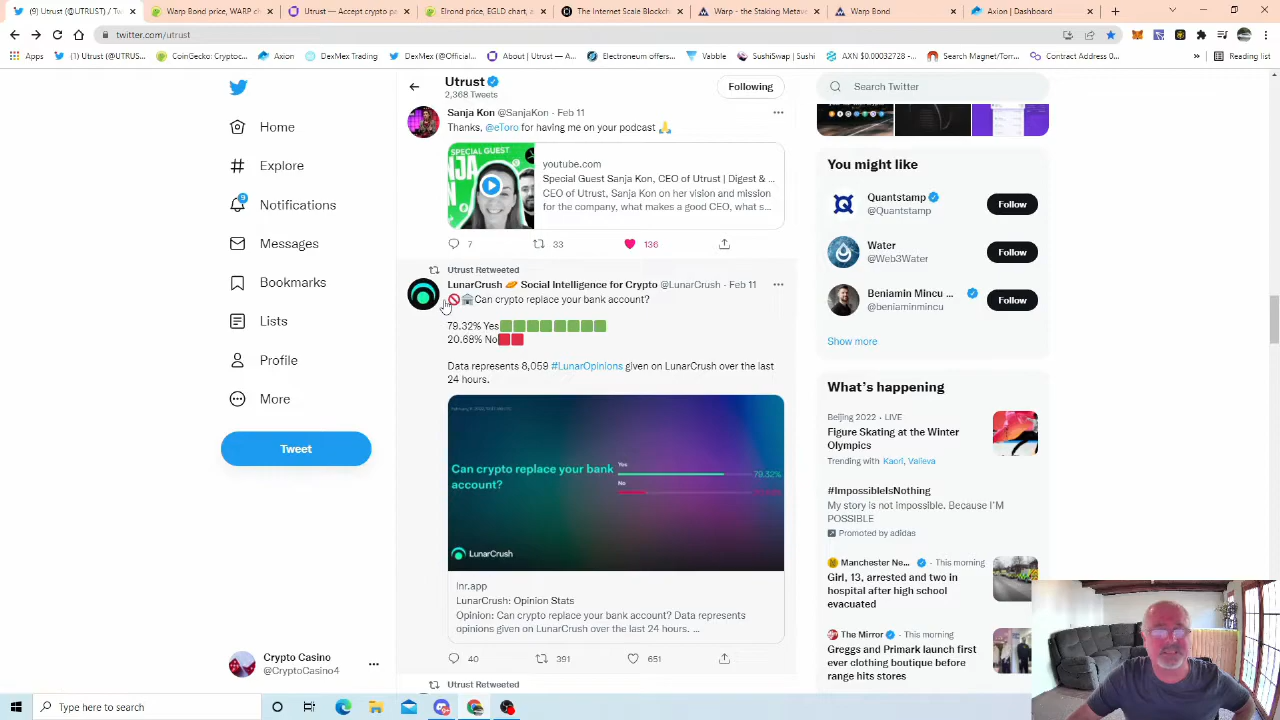 (9) Utrust (@UTRUST) / Tw
Warp Bond price, WARP c
Utrust — Accept crypto p
Elrond price, EGLD price,
The Instate Scale Blockcha
Warp - the Staking Metav
Warp Bond
Axion | Dashboard
twitter.com/utrust
Apps
(1) Utrust (@UTRUS...
CoinGecko: Cryptoc...
Axion
DexMex Trading
DexMex (@Official...
About | Utrust — A...
Electroneum offers...
Vabble
SushiSwap | Sushi
AXN $0.00032728 -...
Search Magnet/Torr...
Contract Address 0...
»
Reading list
Utrust
2,368 Tweets
Following
Search Twitter
Home
Explore
9
Notifications
Messages
Bookmarks
Lists
Profile
More
Tweet
Crypto Casino
@CryptoCasino4
Sanja Kon @SanjaKon · Feb 11
Thanks, @eToro for having me on your podcast 🙏
SPECIAL GUEST
youtube.com
Special Guest Sanja Kon, CEO of Utrust | Digest & ...
CEO of Utrust, Sanja Kon on her vision and mission
for the company, what makes a good CEO, what s...
7 33 136
Utrust Retweeted
LunarCrush Social Intelligence for Crypto @LunarCrush · Feb 11
🚫🏦Can crypto replace your bank account?
79.32% Yes🟩🟩🟩🟩🟩🟩🟩🟩
20.68% No🟥🟥
Data represents 8,059 #LunarOpinions given on LunarCrush over the last
24 hours.
Can crypto replace your bank
account?
Yes
79.32%
No
LunarCrush
lnr.app
LunarCrush: Opinion Stats
Opinion: Can crypto replace your bank account? Data represents
opinions given on LunarCrush over the last 24 hours. ...
40 391 651
Utrust Retweeted
You might like
Quantstamp
@Quantstamp
Follow
Water
@Web3Water
Follow
Beniamin Mincu ...
@beniaminmincu
Follow
Show more
What's happening
Beijing 2022 · LIVE
Figure Skating at the Winter
Olympics
Trending with Kaori, Valieva
#ImpossibleIsNothing
My story is not impossible. Because I'M
POSSIBLE
Promoted by adidas
Manchester Ne... · This morning
Girl, 13, arrested and two in
hospital after high school
evacuated
The Mirror · This morning
Greggs and Primark launch first
ever clothing boutique before
range hits stores
Type here to search